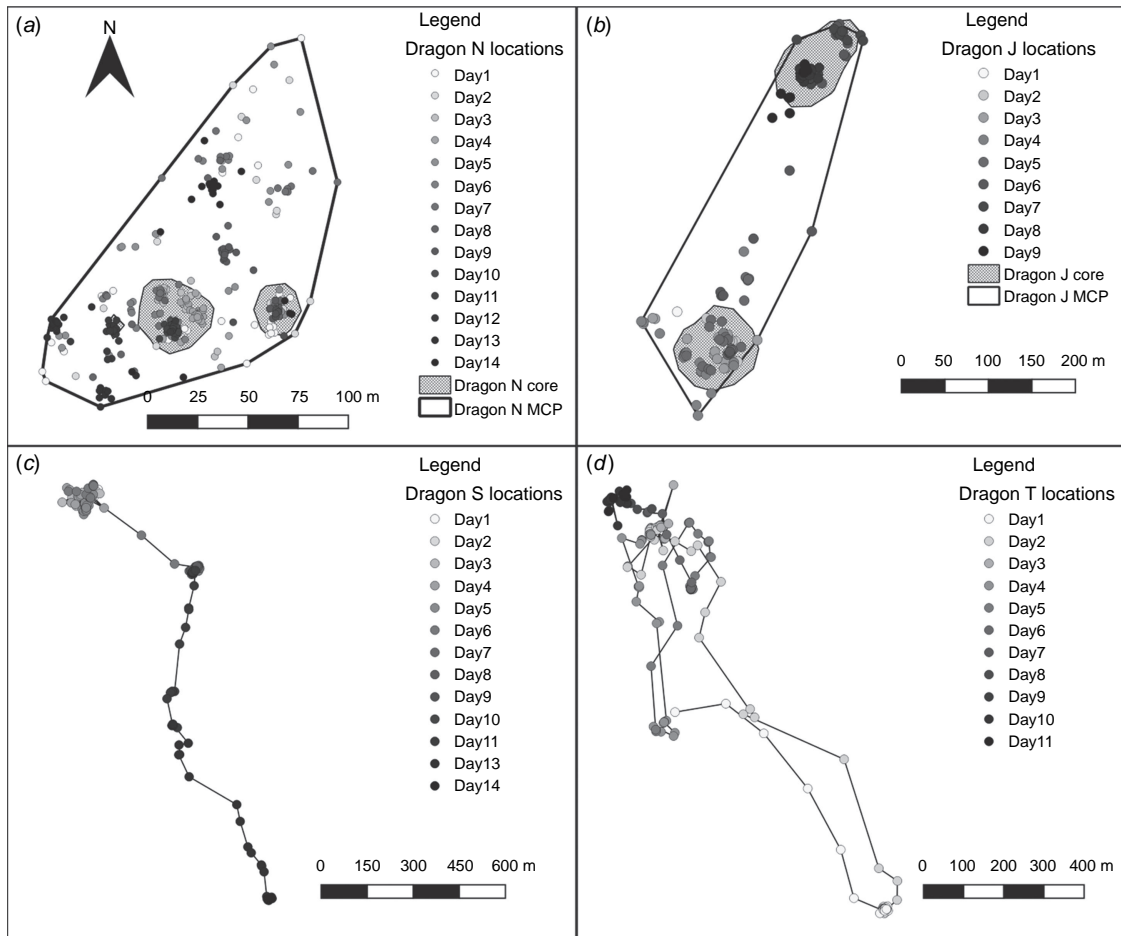 (a)
N
Legend
Dragon N locations
Day1
Day2
Day3
Day4
Day5
Day6
Day7
Day8
Day9
Day10
Day11
Day12
Day13
Day14
Dragon N core
Dragon N MCP
0 25 50 75 100 m
(b)
Legend
Dragon J locations
Day1
Day2
Day3
Day4
Day5
Day6
Day7
Day8
Day9
Dragon J core
Dragon J MCP
0 50 100 150 200 m
(c)
Legend
Dragon S locations
Day1
Day2
Day3
Day4
Day5
Day6
Day7
Day8
Day9
Day10
Day11
Day13
Day14
0 150 300 450 600 m
(d)
Legend
Dragon T locations
Day1
Day2
Day3
Day4
Day5
Day6
Day7
Day8
Day9
Day10
Day11
0 100 200 300 400 m